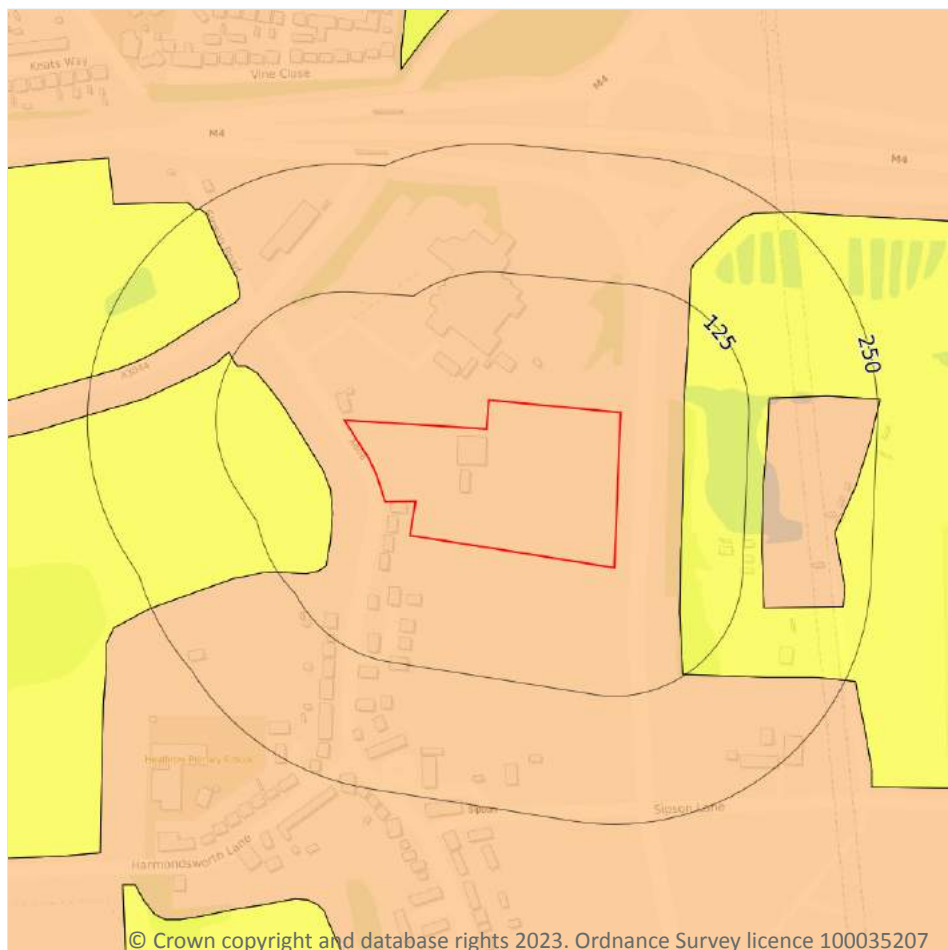 Vine Close
M4
M4
M4
A3044
125
250
Heathrow Primary School
Sipson
Sipson Lane
Harmondsworth Lane
© Crown copyright and database rights 2023. Ordnance Survey licence 100035207